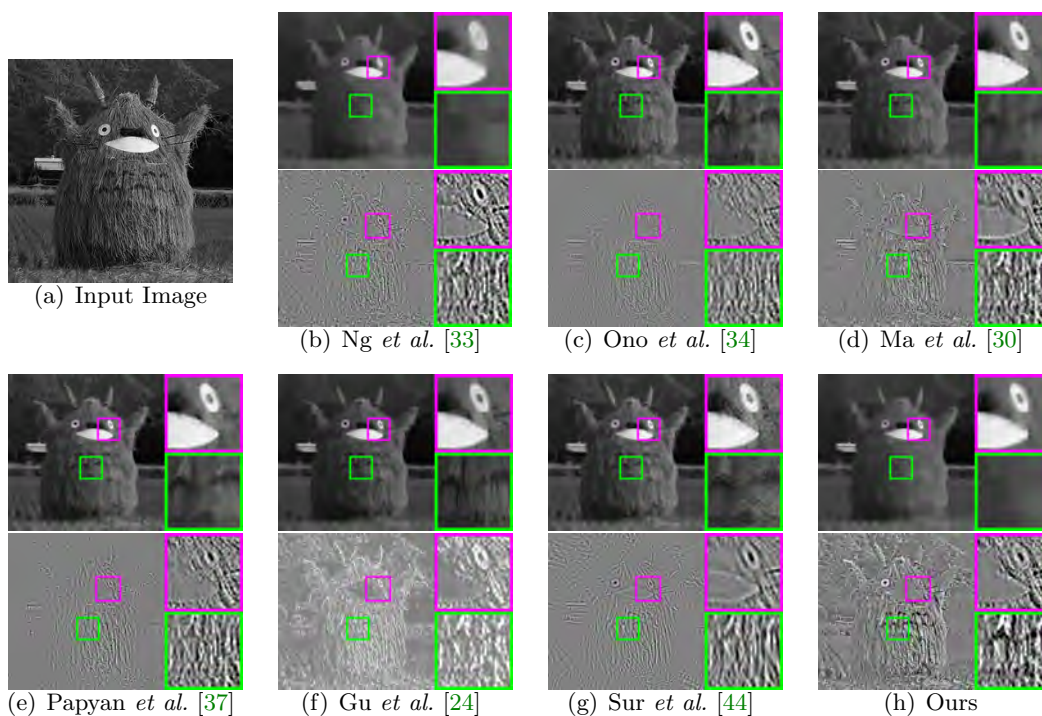 (a) Input Image
(b) Ng et al. [33]
(c) Ono et al. [34]
(d) Ma et al. [30]
(e) Papyan et al. [37]
(f) Gu et al. [24]
(g) Sur et al. [44]
(h) Ours